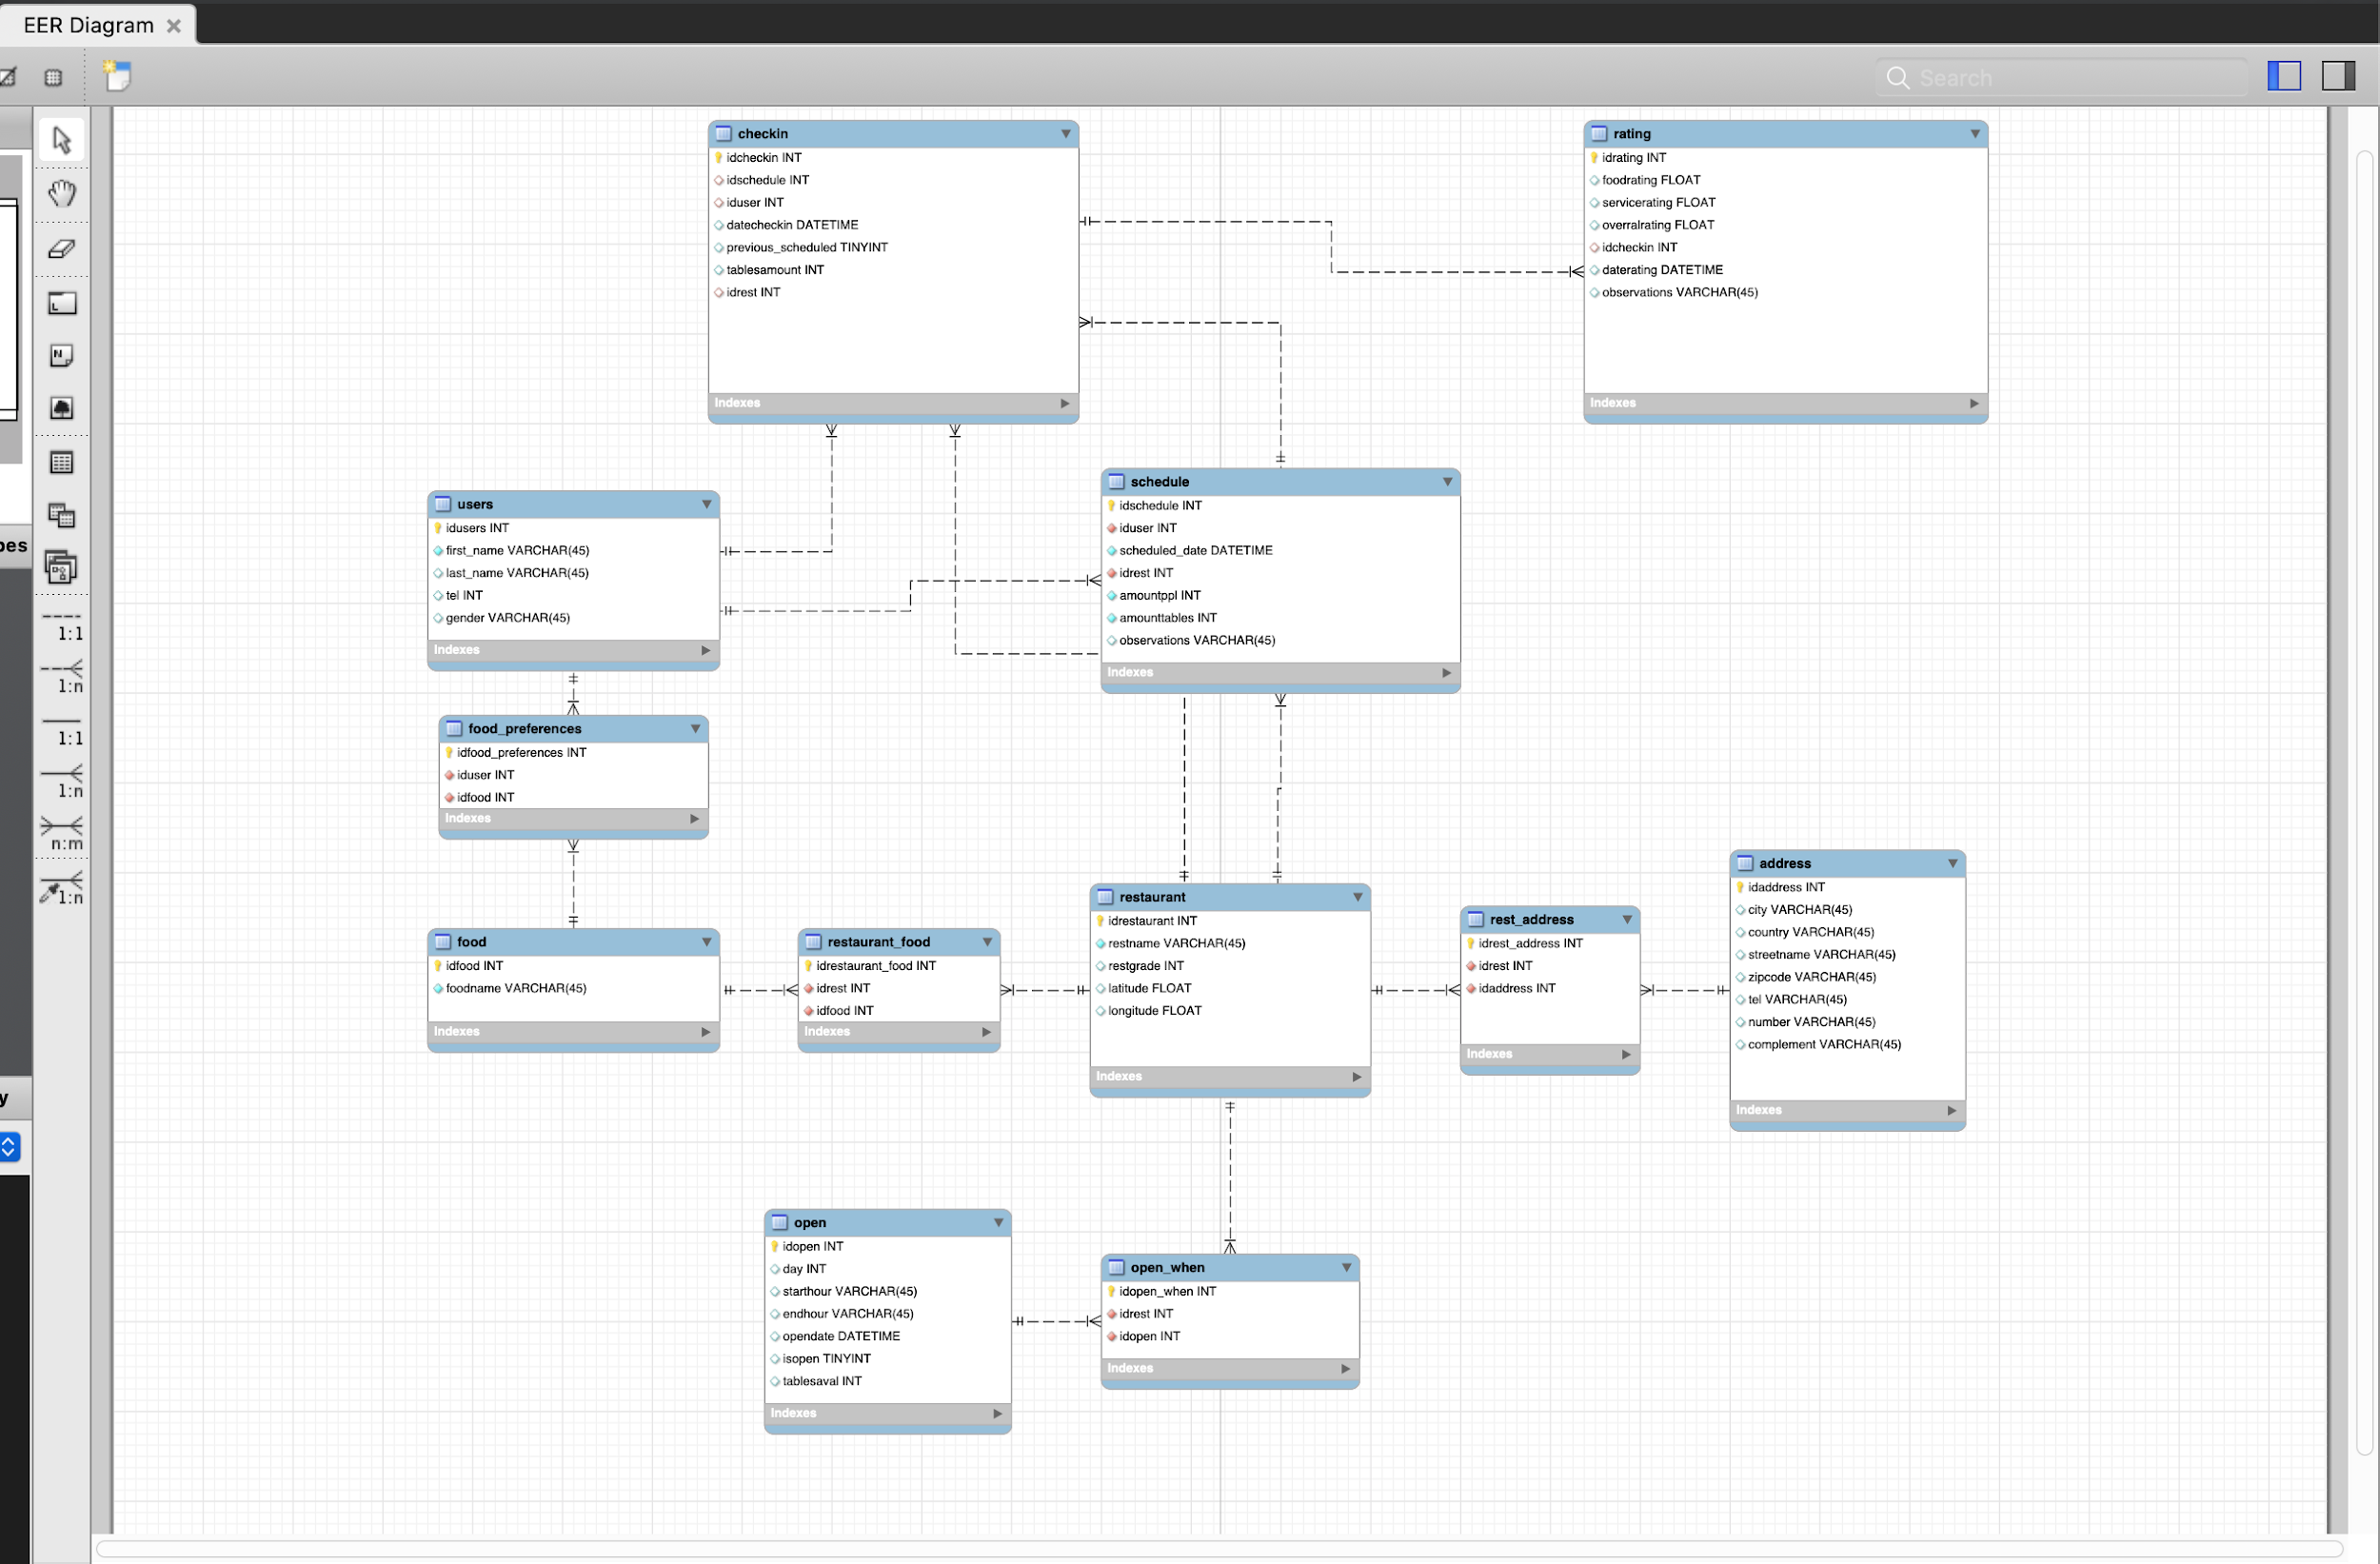 EER Diagram
Search
checkin
idcheckin INT
idschedule INT
iduser INT
datecheckin DATETIME
previous_scheduled TINYINT
tablesamount INT
idrest INT
Indexes
rating
idrating INT
foodrating FLOAT
servicerating FLOAT
overralrating FLOAT
idcheckin INT
daterating DATETIME
observations VARCHAR(45)
Indexes
users
idusers INT
first_name VARCHAR(45)
last_name VARCHAR(45)
tel INT
gender VARCHAR(45)
Indexes
schedule
idschedule INT
iduser INT
scheduled_date DATETIME
idrest INT
amountppl INT
amounttables INT
observations VARCHAR(45)
Indexes
food_preferences
idfood_preferences INT
iduser INT
idfood INT
Indexes
food
idfood INT
foodname VARCHAR(45)
Indexes
restaurant_food
idrestaurant_food INT
idrest INT
idfood INT
Indexes
restaurant
idrestaurant INT
restname VARCHAR(45)
restgrade INT
latitude FLOAT
longitude FLOAT
Indexes
rest_address
idrest_address INT
idrest INT
idaddress INT
Indexes
address
idaddress INT
city VARCHAR(45)
country VARCHAR(45)
streetname VARCHAR(45)
zipcode VARCHAR(45)
tel VARCHAR(45)
number VARCHAR(45)
complement VARCHAR(45)
Indexes
open
idopen INT
day INT
starthour VARCHAR(45)
endhour VARCHAR(45)
opendate DATETIME
isopen TINYINT
tablesaval INT
Indexes
open_when
idopen_when INT
idrest INT
idopen INT
Indexes
pes
y
1:1
1:n
1:1
1:n
n:m
1:n